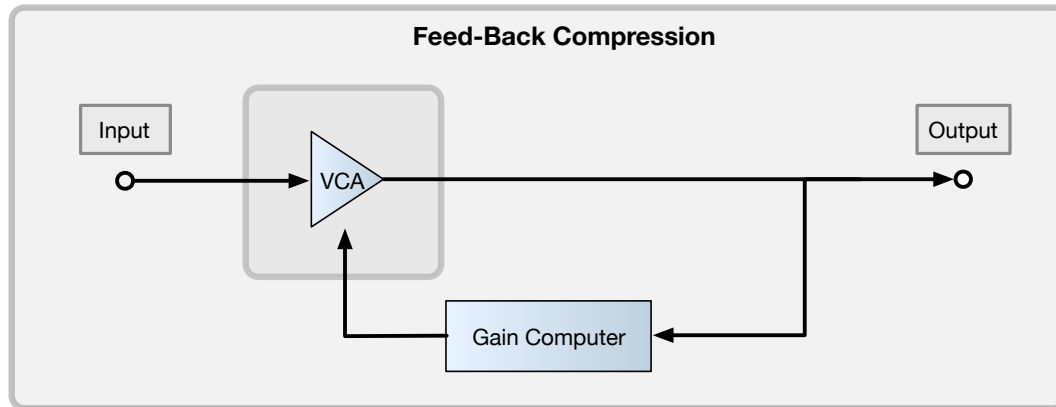 Feed-Back Compression
Input
Output
VCA
Gain Computer